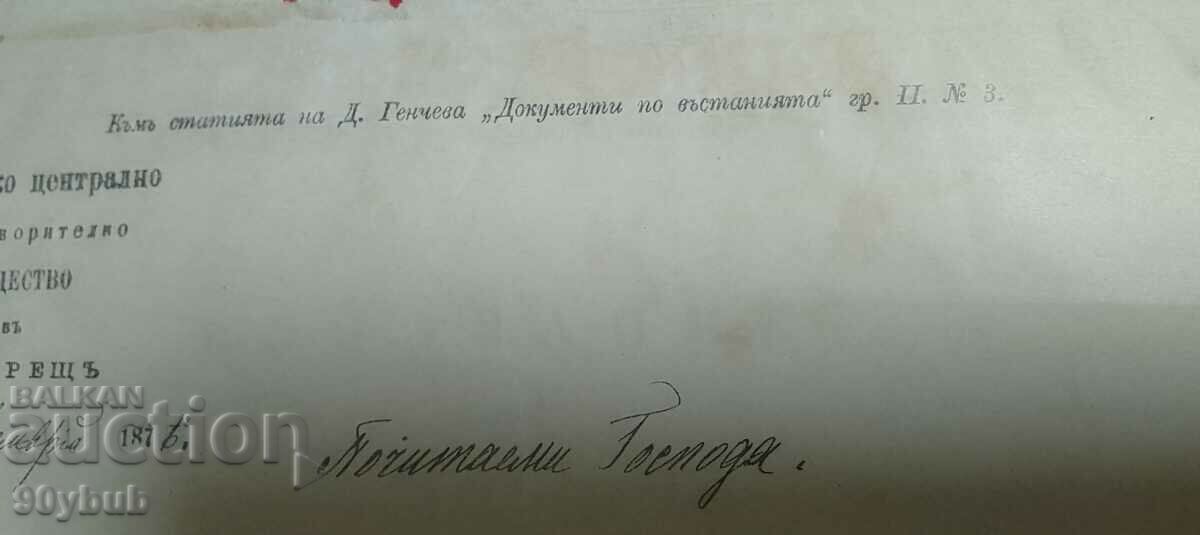 Къмъ статията на Д. Генчева „Документи по въстанията“ гр. II. № 3.
ко централно
ворително
ЩЕСТВО
въ
РЕЩЪ
187
Почитаеми Господа.
BALKAN
auction
90ybub